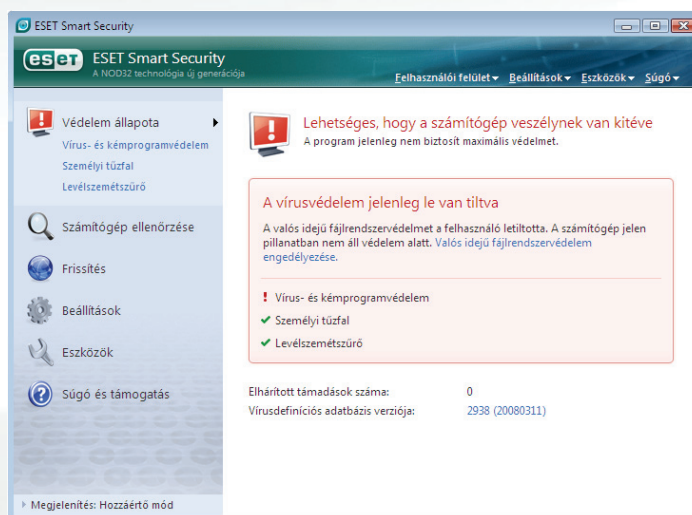 ESET Smart Security
eset
ESET Smart Security
A NOD32 technológia új generációja
Felhasználói felület Beállítások Eszközök Súgó
Védelem állapota
Vírus- és kémprogramvédelem
Személyi tűzfal
Levélszemétszűrő
Számítógép ellenőrzése
Frissítés
Beállítások
Eszközök
Súgó és támogatás
Megjelenítés: Hozzáértő mód
Lehetséges, hogy a számítógép veszélynek van kitéve
A program jelenleg nem biztosít maximális védelmet.
A vírusvédelem jelenleg le van tiltva
A valós idejű fájlrendszervédelmet a felhasználó letiltotta. A számítógép jelen
pillanatban nem áll védelem alatt. Valós idejű fájlrendszervédelem
engedélyezése.
Vírus- és kémprogramvédelem
Személyi tűzfal
Levélszemétszűrő
Elhárított támadások száma: 0
Vírusdefiníciós adatbázis verziója: 2938 (20080311)